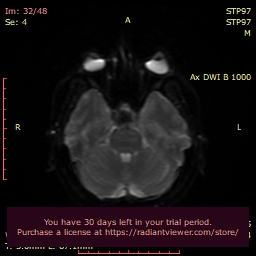 Im: 32/48
STP97
Se: 4
STP97
A
M
Ax DWI B 1000
R
L
You have 30 days left in your trial period.
Purchase a license at https://radiantviewer.com/store/